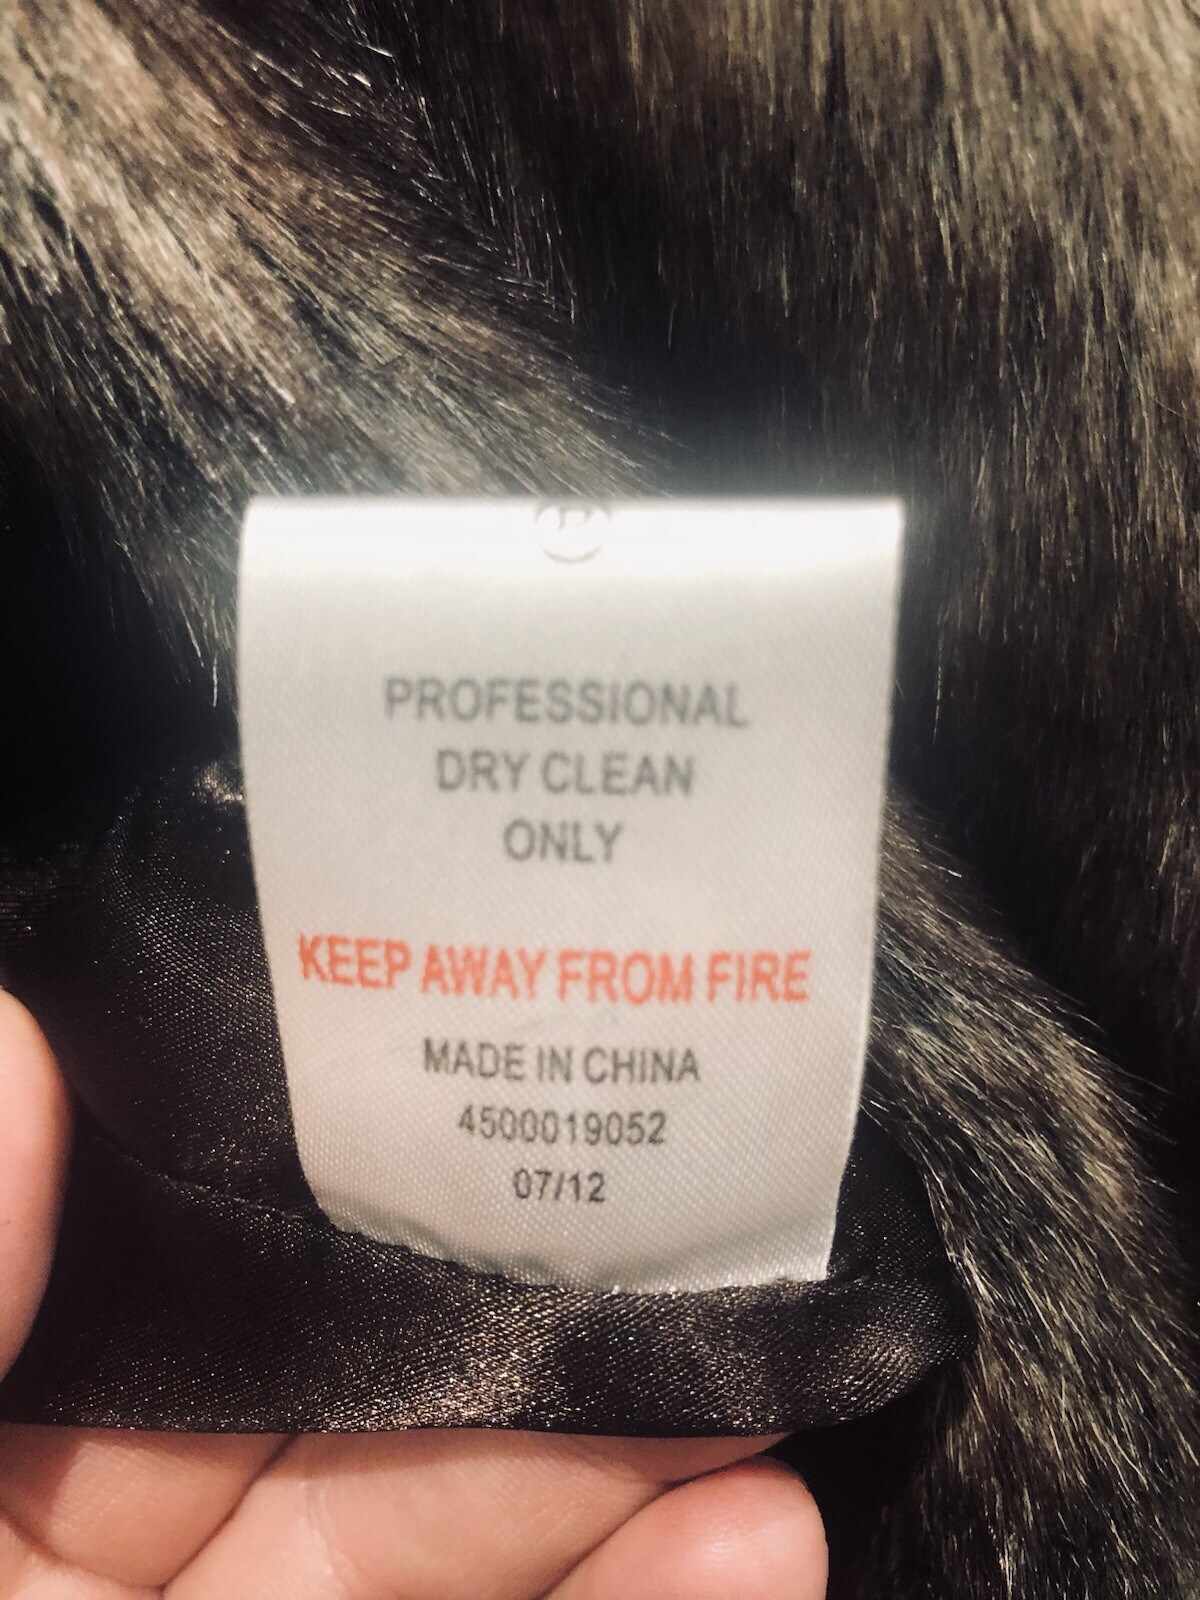 PROFESSIONAL
DRY CLEAN
ONLY
KEEP AWAY FROM FIRE
MADE IN CHINA
4500019052
07/12